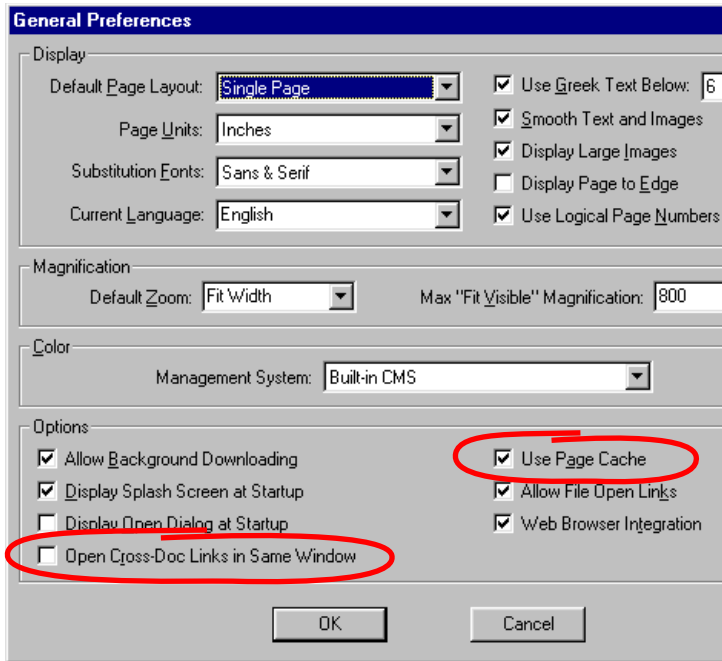 General Preferences
Display
Default Page Layout: Single Page
Use Greek Text Below: 6
Page Units: Inches
Smooth Text and Images
Display Large Images
Substitution Fonts: Sans & Serif
Display Page to Edge
Current Language: English
Use Logical Page Numbers
Magnification
Default Zoom: Fit Width
Max "Fit Visible" Magnification: 800
Color
Management System: Built-in CMS
Options
Allow Background Downloading
Use Page Cache
Display Splash Screen at Startup
Allow File Open Links
Display Open Dialog at Startup
Web Browser Integration
Open Cross-Doc Links in Same Window
OK
Cancel